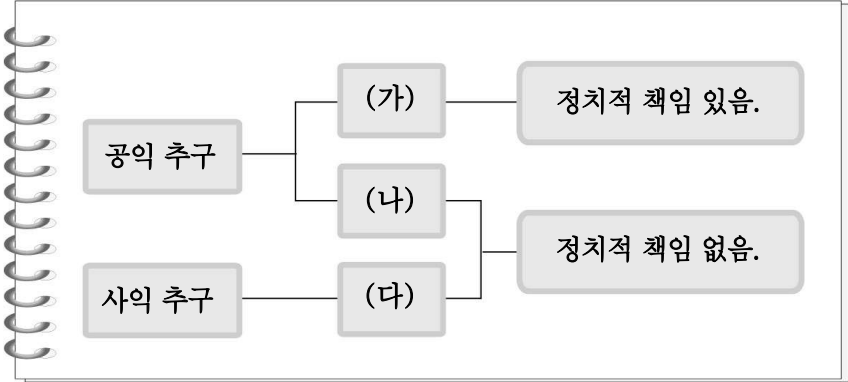 (가)
정치적 책임 있음.
공익 추구
(나)
정치적 책임 없음.
사익 추구
(다)